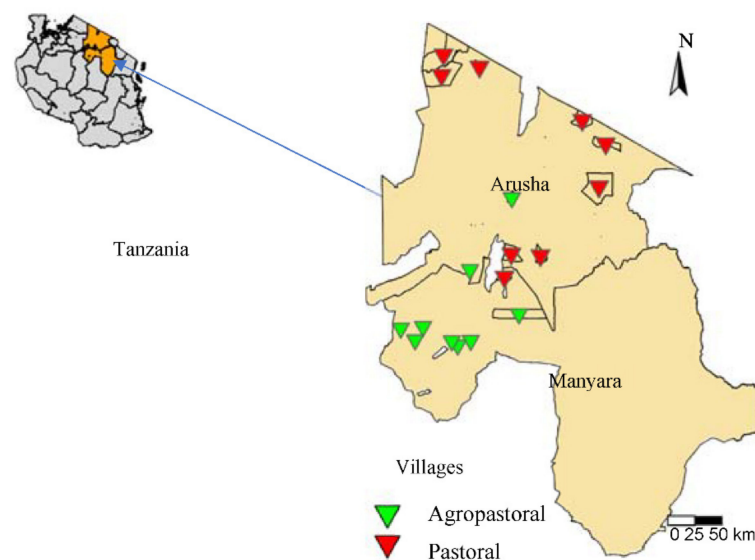 N
Arusha
Tanzania
Manyara
Villages
Agropastoral
Pastoral
0 25 50 km